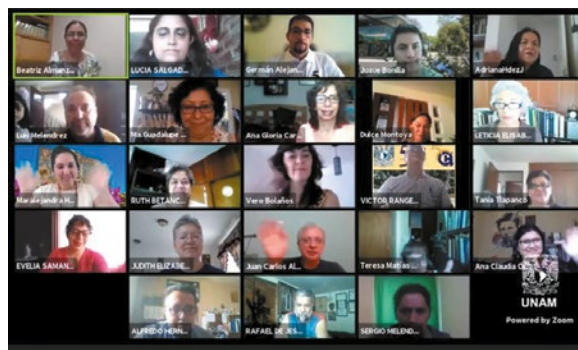 Beatriz Almanz...
LUCIA SALGAD...
Germán Alejan...
Josue Bonilla
AdrianaHdezJ
Luis Melendrez
Ma Guadalupe ...
Ana Gloria Car...
Dulce Montoya
LETICIA ELISAB...
Maralejandra H...
RUTH BETANC...
Vero Bolaños
VICTOR RANGE...
Tania Tlapanco
EVELIA SAMAN...
JUDITH ELIZABE...
Juan Carlos Al...
Teresa Matías ...
Ana Claudia O...
ALFREDO HERN...
RAFAEL DE JES...
SERGIO MELEND...
UNAM
Powered by Zoom